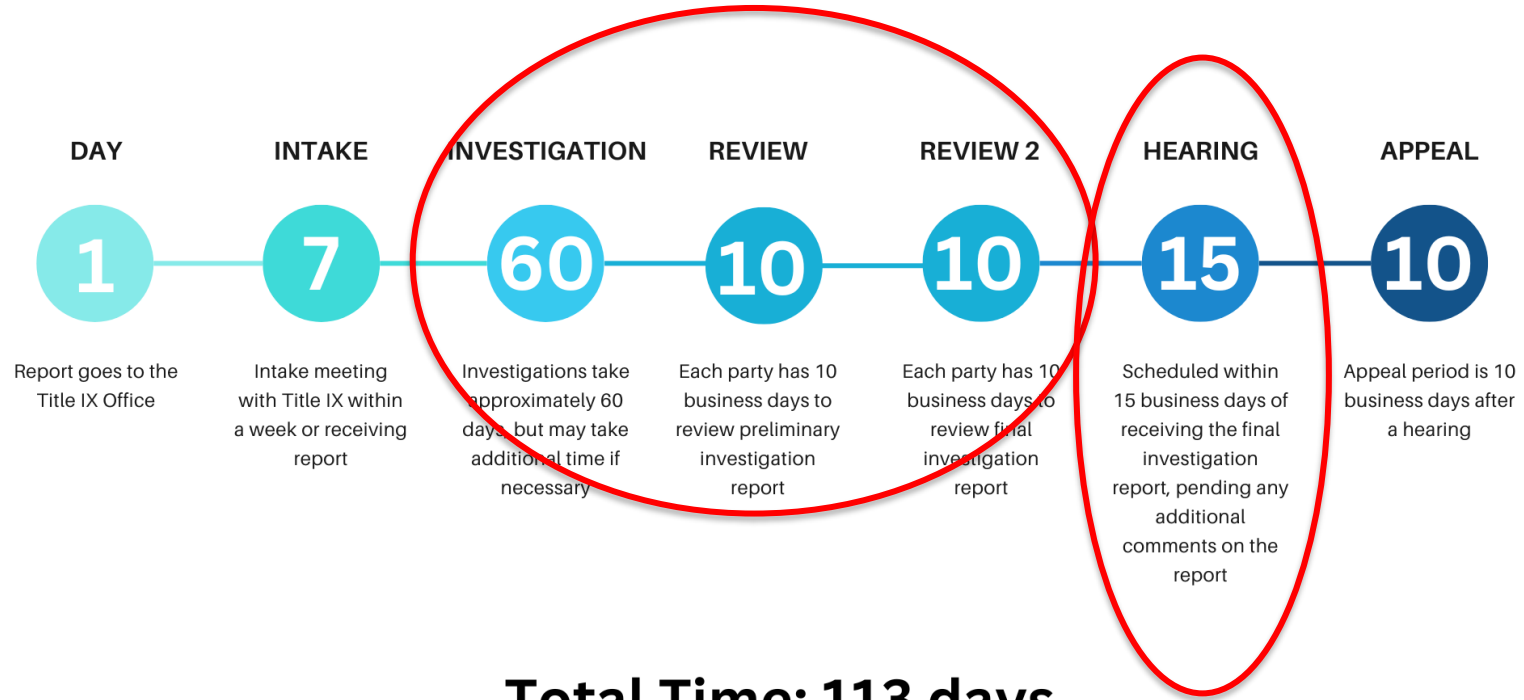 DAY
1
Report goes to the
Title IX Office
INTAKE
7
Intake meeting
with Title IX within
a week or receiving
report
INVESTIGATION
60
Investigations take
approximately 60
days, but may take
additional time if
necessary
REVIEW
10
Each party has 10
business days to
review preliminary
investigation
report
REVIEW 2
10
Each party has 10
business days to
review final
investigation
report
HEARING
15
Scheduled within
15 business days of
receiving the final
investigation
report, pending any
additional
comments on the
report
APPEAL
10
Appeal period is 10
business days after
a hearing
Total Time: 113 days